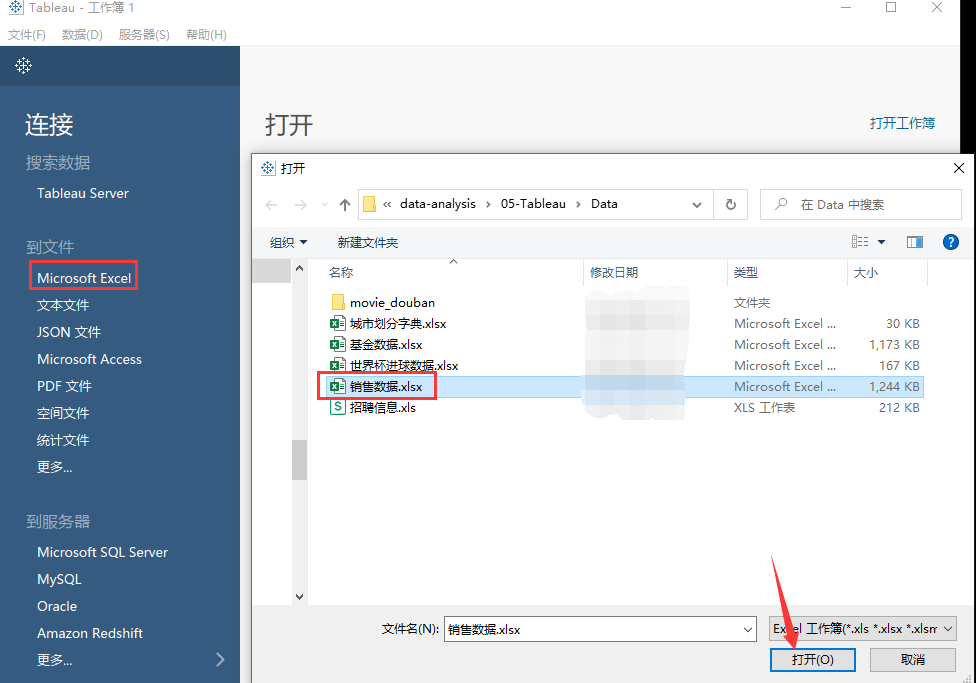 Tableau - 工作簿 1
文件(F) 数据(D) 服务器(S) 帮助(H)
连接
搜索数据
Tableau Server
到文件
Microsoft Excel
文本文件
JSON 文件
Microsoft Access
PDF 文件
空间文件
统计文件
更多...
到服务器
Microsoft SQL Server
MySQL
Oracle
Amazon Redshift
更多...
打开
打开工作簿
打开
« data-analysis › 05-Tableau › Data
在 Data 中搜索
组织 新建文件夹
名称 修改日期 类型 大小
movie_douban 文件夹
城市划分字典.xlsx Microsoft Excel ... 30 KB
基金数据.xlsx Microsoft Excel ... 1,173 KB
世界杯进球数据.xlsx Microsoft Excel ... 167 KB
销售数据.xlsx Microsoft Excel ... 1,244 KB
招聘信息.xls XLS 工作表 212 KB
文件名(N): 销售数据.xlsx Excel 工作簿(*.xls *.xlsx *.xlsm
打开(O) 取消